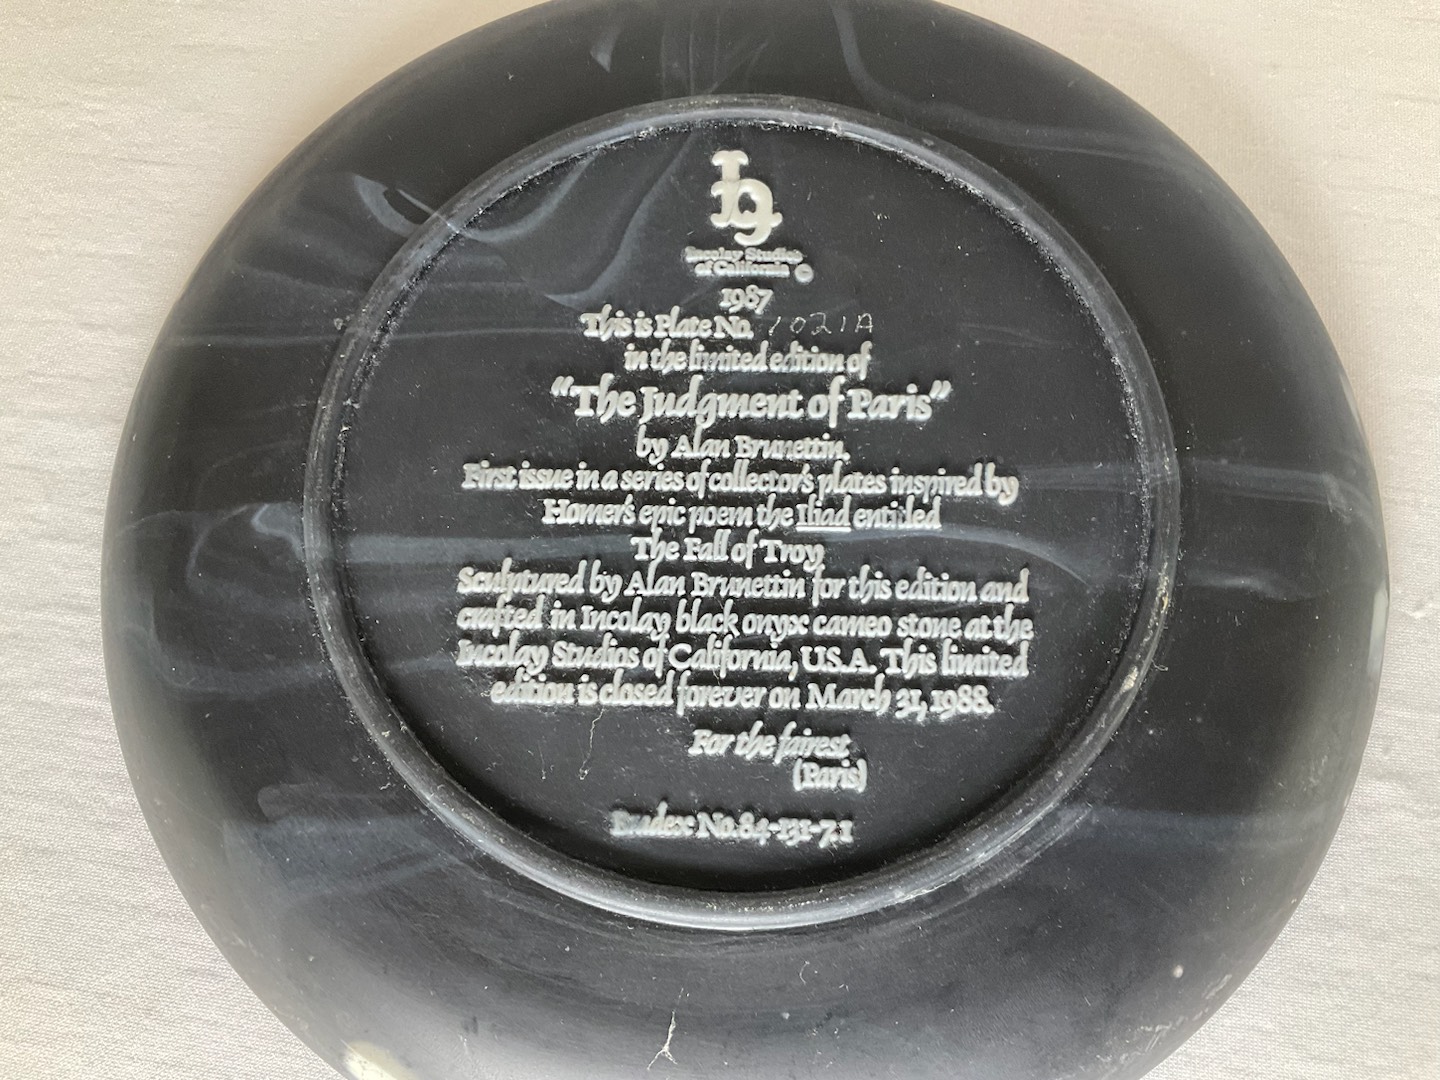 Incolay Studios
of California ©
1987
This is Plate No. 1021A
in the limited edition of
“The Judgment of Paris”
by Alan Brunettin.
First issue in a series of collector's plates inspired by
Homer's epic poem the Iliad entitled
The Fall of Troy
Sculptured by Alan Brunettin for this edition and
crafted in Incolay black onyx cameo stone at the
Incolay Studios of California, U.S.A. This limited
edition is closed forever on March 31, 1988.
For the fairest
(Paris)
Bradex No. 84-131-7.1